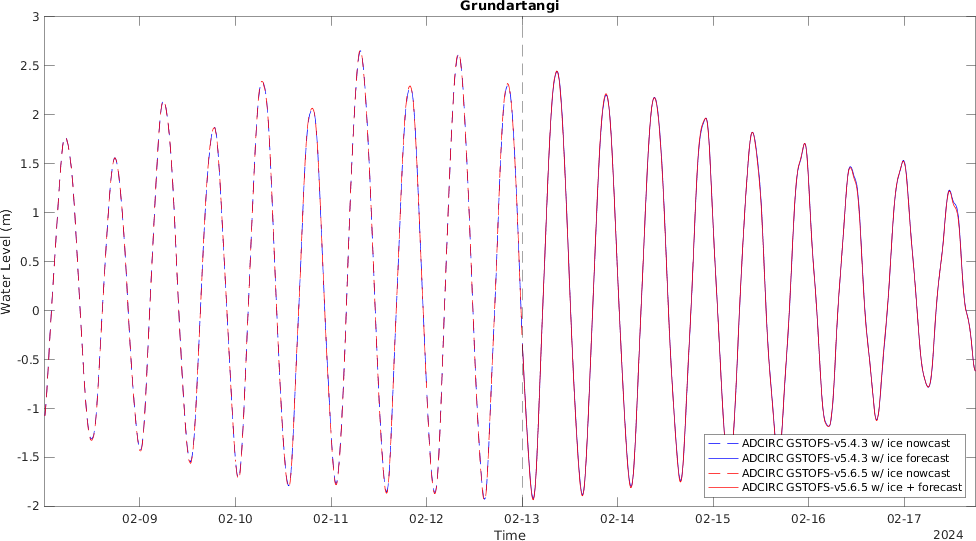 Grundartangi
3
2.5
2
1.5
1
0.5
0
-0.5
-1
-1.5
-2
Water Level (m)
ADCIRC GSTOFS-v5.4.3 w/ ice nowcast
ADCIRC GSTOFS-v5.4.3 w/ ice forecast
ADCIRC GSTOFS-v5.6.5 w/ ice nowcast
ADCIRC GSTOFS-v5.6.5 w/ ice + forecast
02-09 02-10 02-11 02-12 02-13 02-14 02-15 02-16 02-17
Time
2024